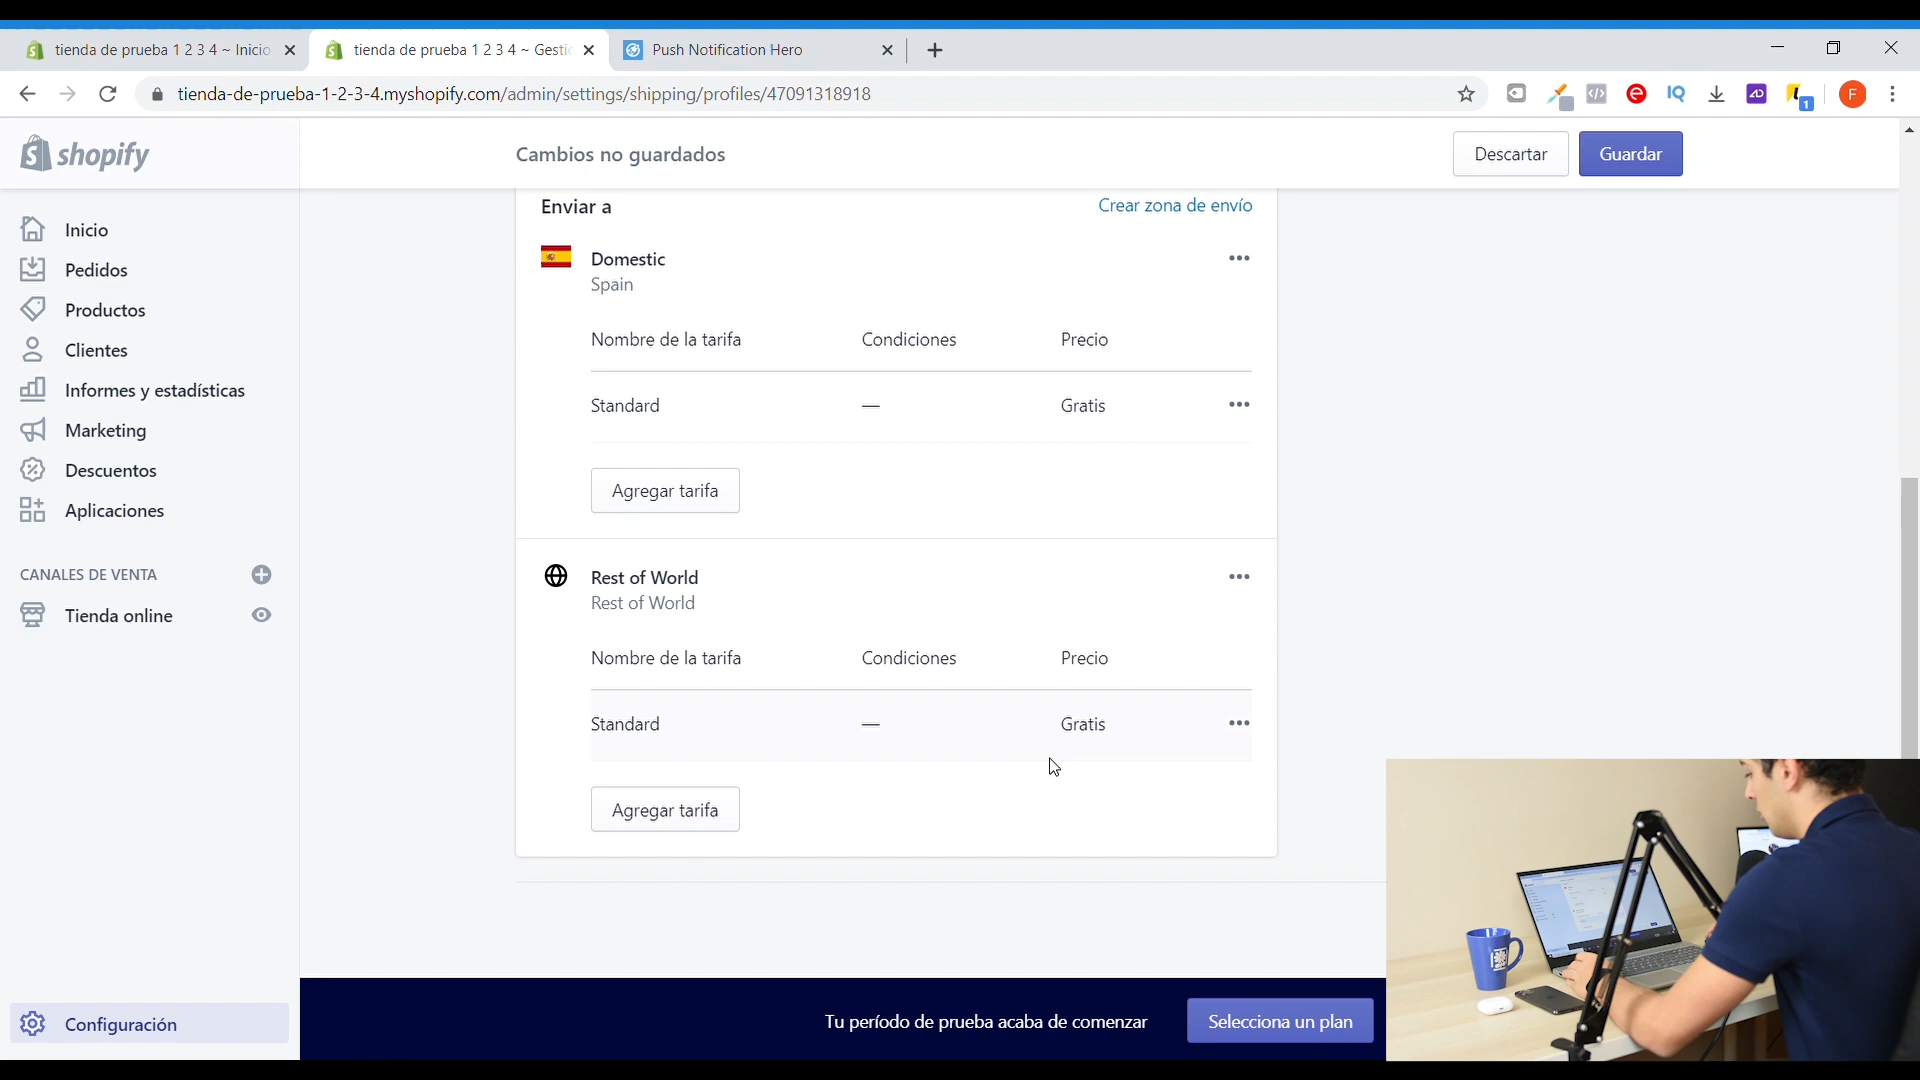 tienda de prueba 1 2 3 4 ~ Inicio
tienda de prueba 1 2 3 4 ~ Gesti
Push Notification Hero
tienda-de-prueba-1-2-3-4.myshopify.com/admin/settings/shipping/profiles/47091318918
IQ
1
F
shopify
Cambios no guardados
Descartar
Guardar
Inicio
Pedidos
Productos
Clientes
Informes y estadísticas
Marketing
Descuentos
Aplicaciones
CANALES DE VENTA
Tienda online
Configuración
Enviar a
Crear zona de envío
Domestic
Spain
Nombre de la tarifa Condiciones Precio
Standard — Gratis
Agregar tarifa
Rest of World
Rest of World
Nombre de la tarifa Condiciones Precio
Standard — Gratis
Agregar tarifa
Tu período de prueba acaba de comenzar
Selecciona un plan